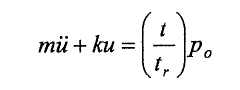 mü + ku = (t / t_r) p_o